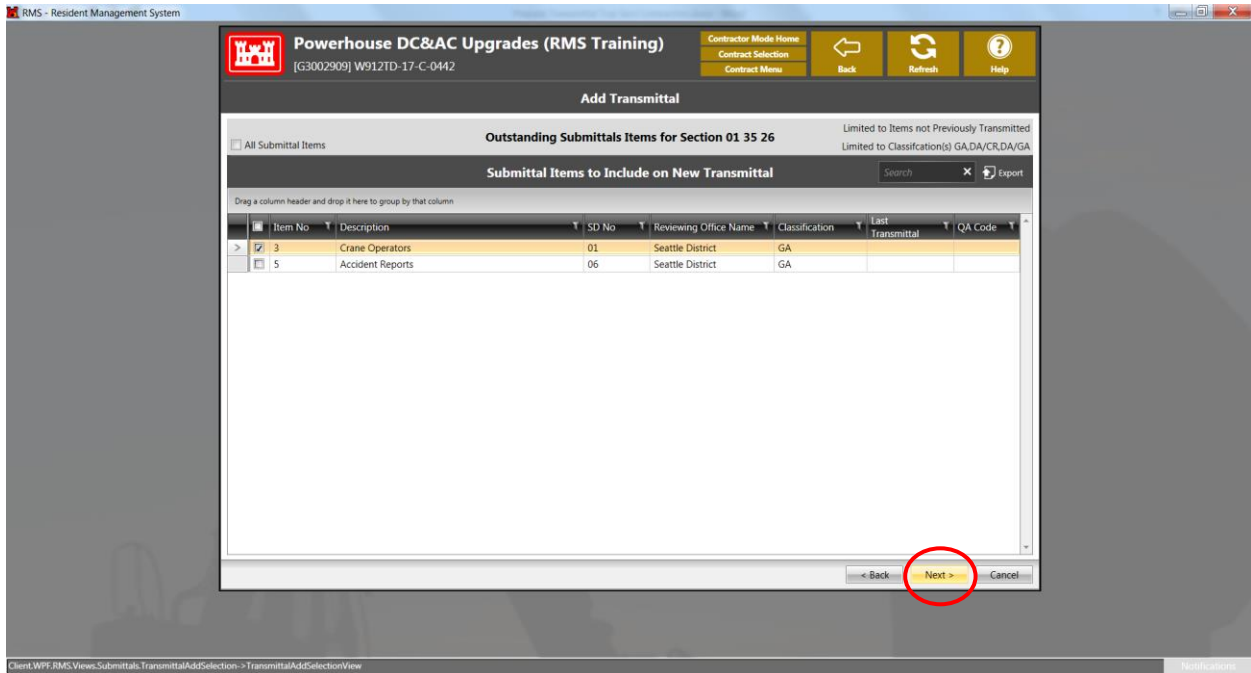 RMS - Resident Management System
Powerhouse DC&AC Upgrades (RMS Training)
[G3002909] W912TD-17-C-0442
Contractor Mode Home
Contract Selection
Contract Menu
Back
Refresh
Help
Add Transmittal
All Submittal Items
Outstanding Submittals Items for Section 01 35 26
Limited to Items not Previously Transmitted
Limited to Classifcation(s) GA,DA/CR,DA/GA
Submittal Items to Include on New Transmittal
Search
Export
Drag a column header and drop it here to group by that column
Item No Description SD No Reviewing Office Name Classification Last Transmittal QA Code
3 Crane Operators 01 Seattle District GA
5 Accident Reports 06 Seattle District GA
< Back Next > Cancel
Client.WPF.RMS.Views.Submittals.TransmittalAddSelection->TransmittalAddSelectionView
Notifications